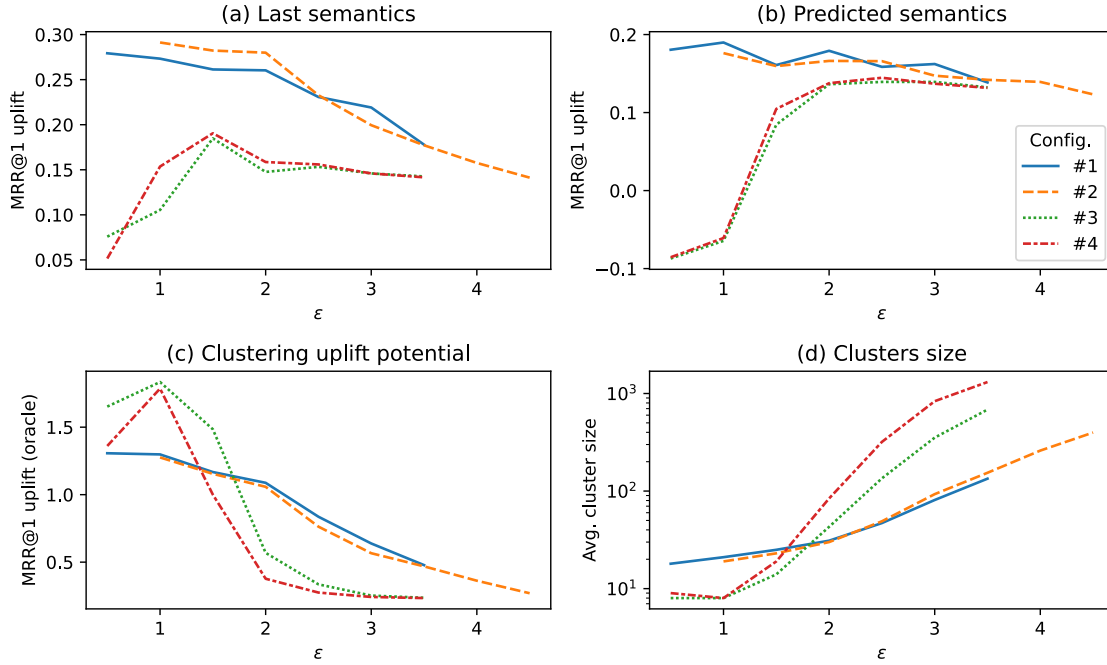 (a) Last semantics
MRR@1 uplift
0.30
0.25
0.20
0.15
0.10
0.05
1 2 3 4
ε
(b) Predicted semantics
MRR@1 uplift
0.2
0.1
0.0
−0.1
1 2 3 4
ε
Config.
#1
#2
#3
#4
(c) Clustering uplift potential
MRR@1 uplift (oracle)
1.5
1.0
0.5
1 2 3 4
ε
(d) Clusters size
Avg. cluster size
10³
10²
10¹
1 2 3 4
ε